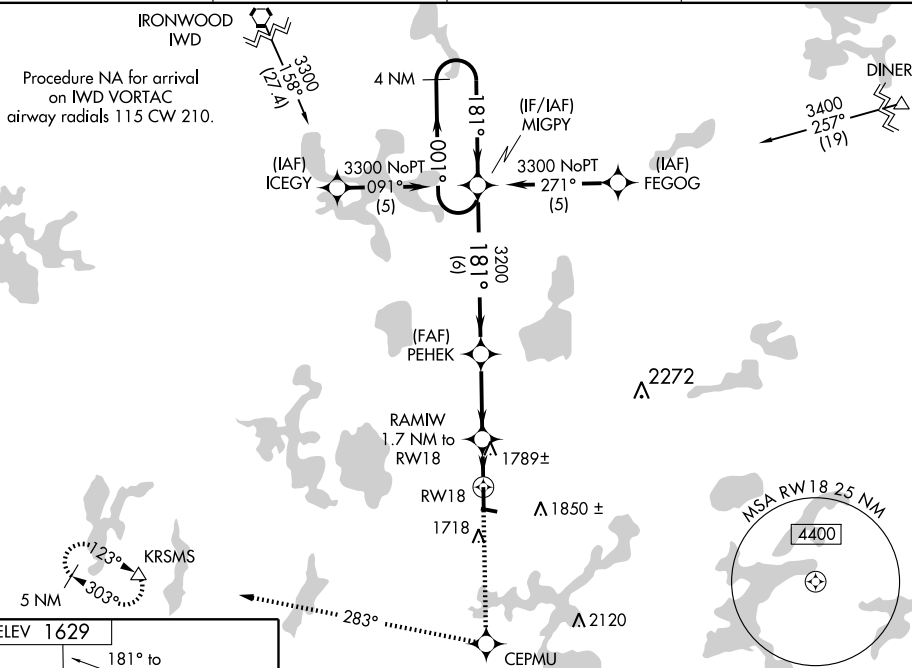 IRONWOOD
IWD
Procedure NA for arrival
on IWD VORTAC
airway radials 115 CW 210.
3300
158°
(27.4)
4 NM
001°
181°
(IF/IAF)
MIGPY
DINER
3400
257°
(19)
(IAF)
ICEGY
3300 NoPT
091°
(5)
3300 NoPT
271°
(5)
(IAF)
FEGOG
3200
181°
(6)
(FAF)
PEHEK
2272
RAMIW
1.7 NM to
RW18
1789±
RW18
1850 ±
1718
MSA RW18 25 NM
4400
123°
KRSMS
303°
5 NM
283°
2120
CEPMU
ELEV 1629
181° to